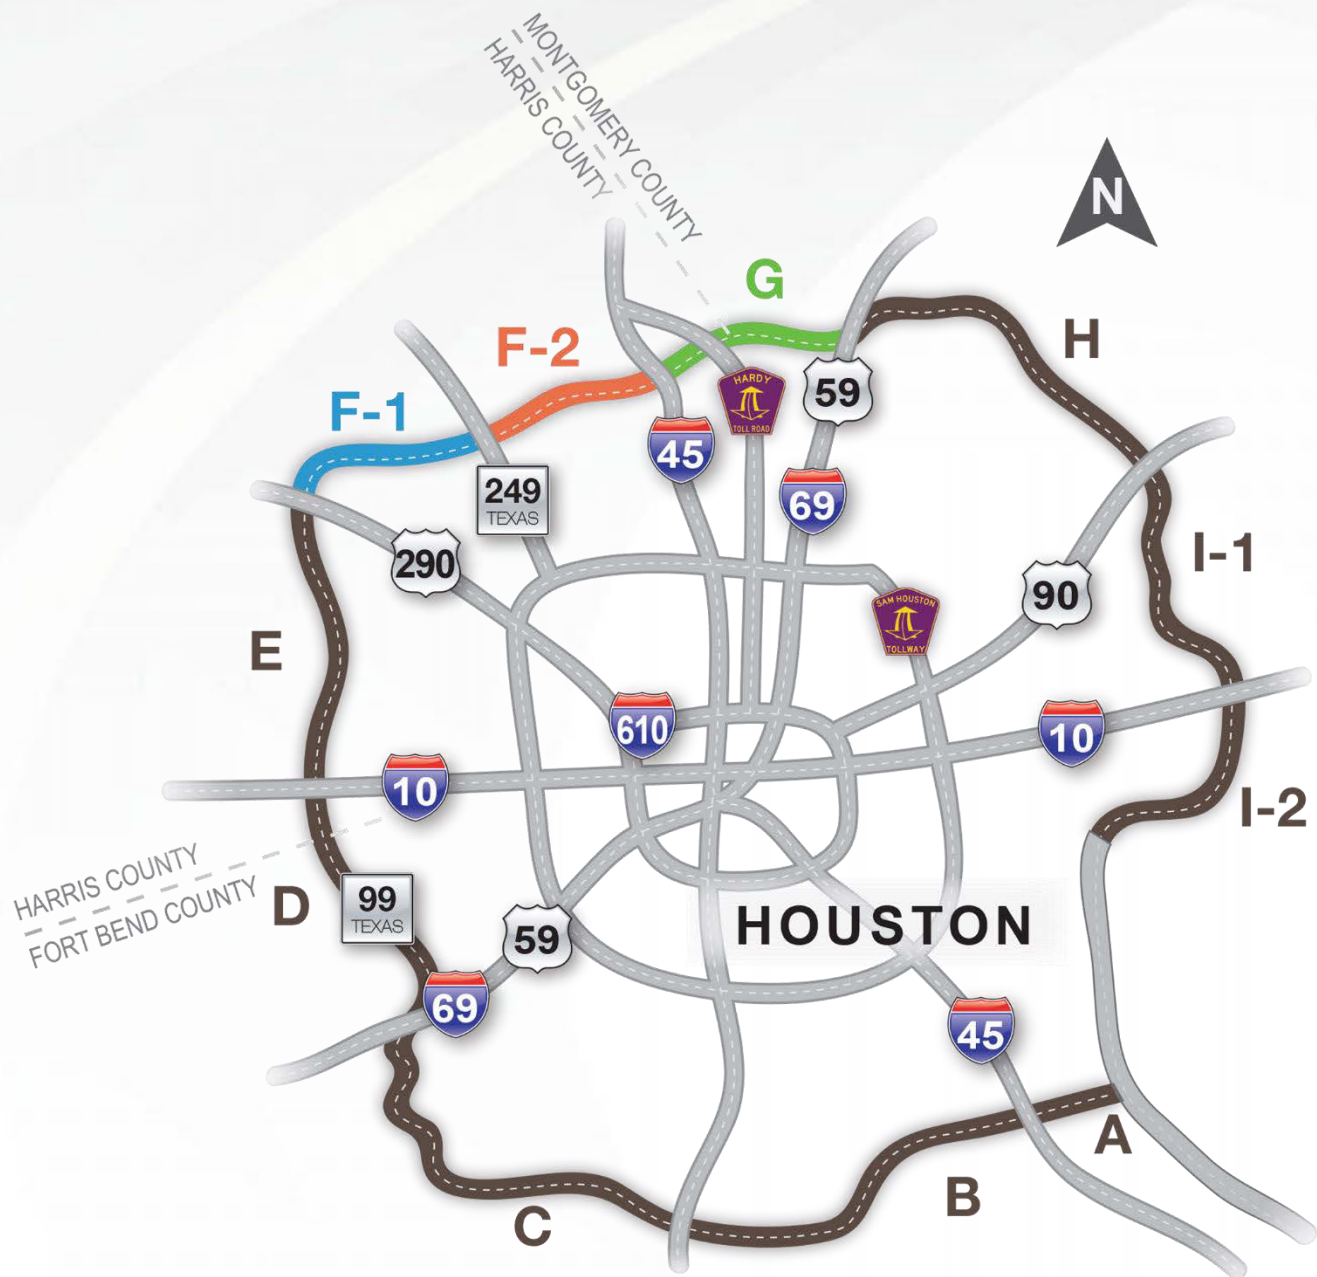 MONTGOMERY COUNTY
HARRIS COUNTY
N
G
H
F-2
F-1
HARDY
TOLL ROAD
59
45
249
TEXAS
69
290
I-1
90
SAM HOUSTON
TOLLWAY
E
610
10
10
I-2
HARRIS COUNTY
FORT BEND COUNTY
D
99
TEXAS
59
HOUSTON
69
45
A
B
C